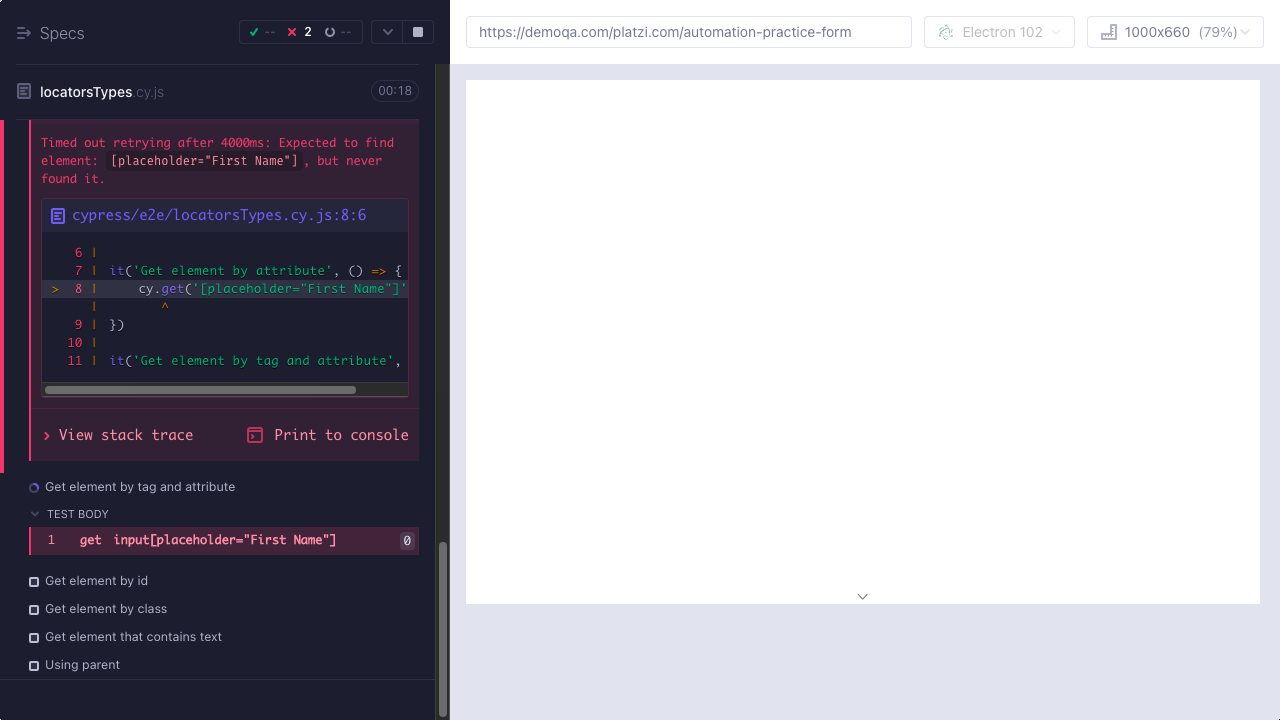 Specs
-- 2 --
https://demoqa.com/platzi.com/automation-practice-form
Electron 102
1000x660 (79%)
locatorsTypes.cy.js
00:18
Timed out retrying after 4000ms: Expected to find
element: [placeholder="First Name"], but never
found it.
cypress/e2e/locatorsTypes.cy.js:8:6
6 |
7 | it('Get element by attribute', () => {
> 8 | cy.get('[placeholder="First Name"]'
| ^
9 | })
10 |
11 | it('Get element by tag and attribute',
View stack trace
Print to console
Get element by tag and attribute
TEST BODY
1 get input[placeholder="First Name"] 0
Get element by id
Get element by class
Get element that contains text
Using parent